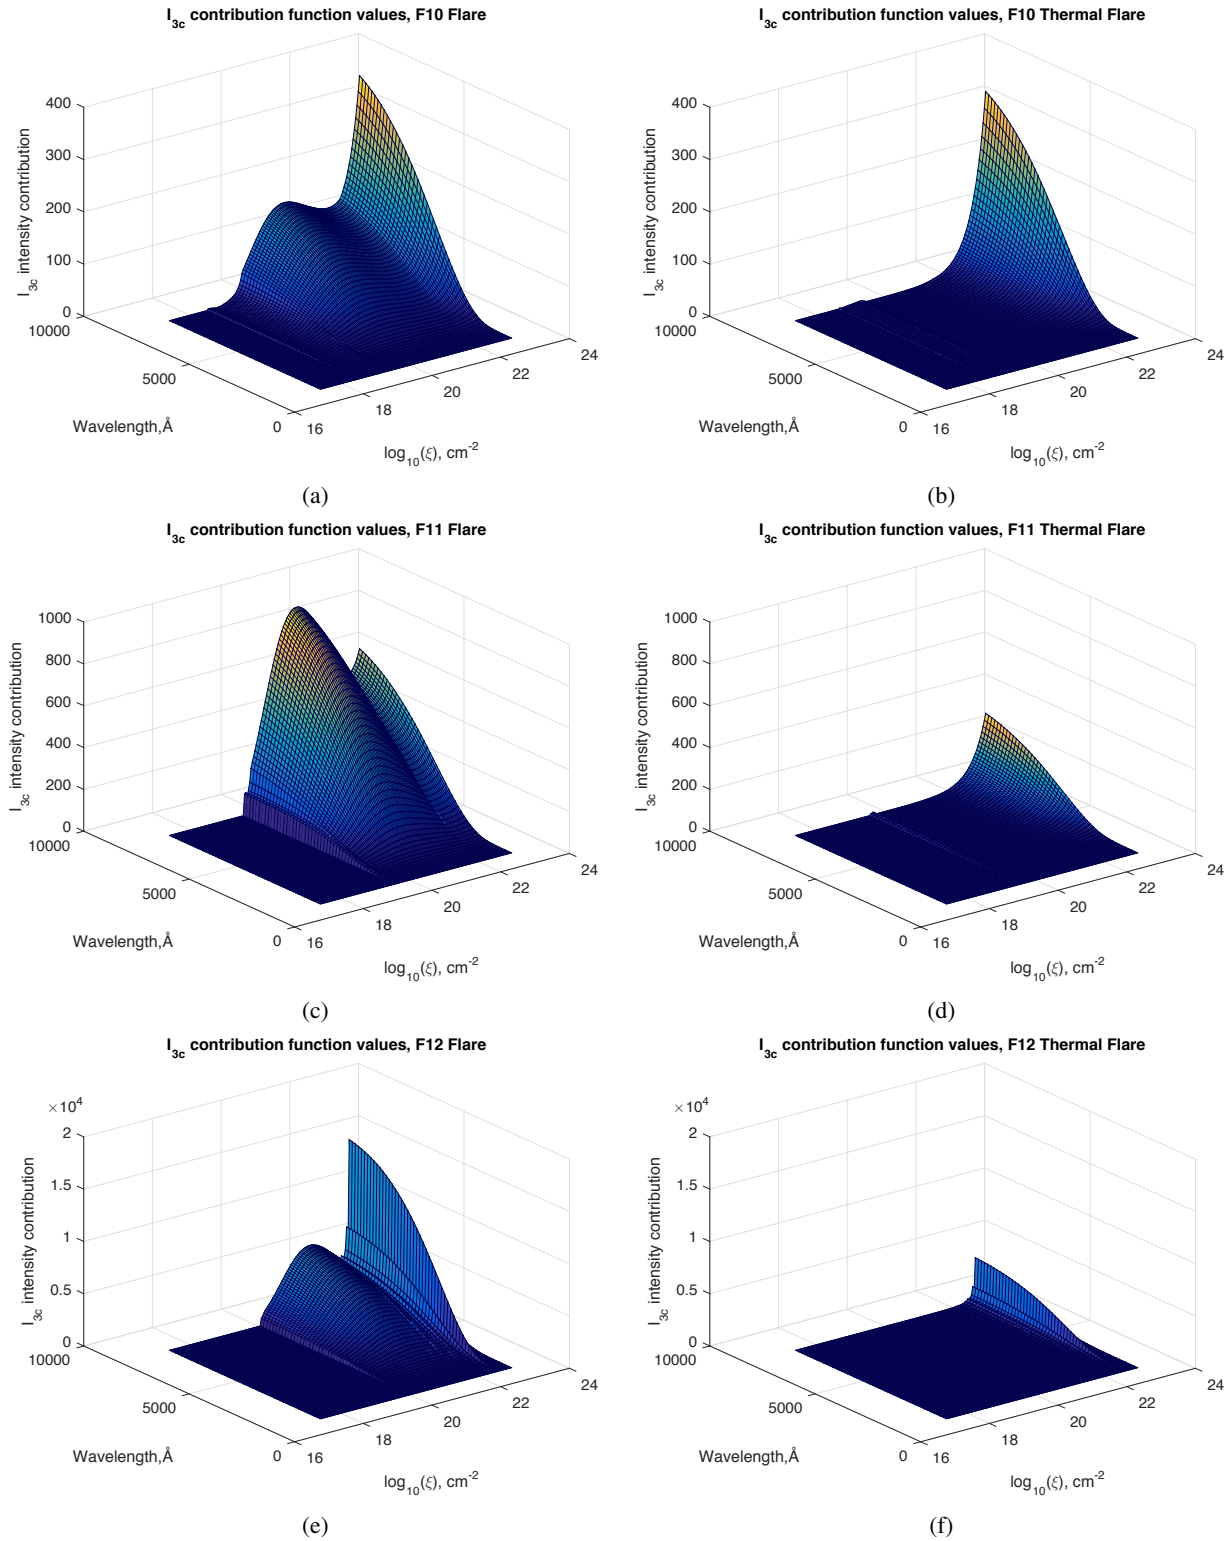 I3c contribution function values, F10 Flare
400
300
200
100
0
10000
5000
0
16
18
20
22
24
I3c intensity contribution
Wavelength,Å
log10(ξ), cm-2
(a)
I3c contribution function values, F10 Thermal Flare
400
300
200
100
0
10000
5000
0
16
18
20
22
24
I3c intensity contribution
Wavelength,Å
log10(ξ), cm-2
(b)
I3c contribution function values, F11 Flare
1000
800
600
400
200
0
10000
5000
0
16
18
20
22
24
I3c intensity contribution
Wavelength,Å
log10(ξ), cm-2
(c)
I3c contribution function values, F11 Thermal Flare
1000
800
600
400
200
0
10000
5000
0
16
18
20
22
24
I3c intensity contribution
Wavelength,Å
log10(ξ), cm-2
(d)
I3c contribution function values, F12 Flare
×104
2
1.5
1
0.5
0
10000
5000
0
16
18
20
22
24
I3c intensity contribution
Wavelength,Å
log10(ξ), cm-2
(e)
I3c contribution function values, F12 Thermal Flare
×104
2
1.5
1
0.5
0
10000
5000
0
16
18
20
22
24
I3c intensity contribution
Wavelength,Å
log10(ξ), cm-2
(f)